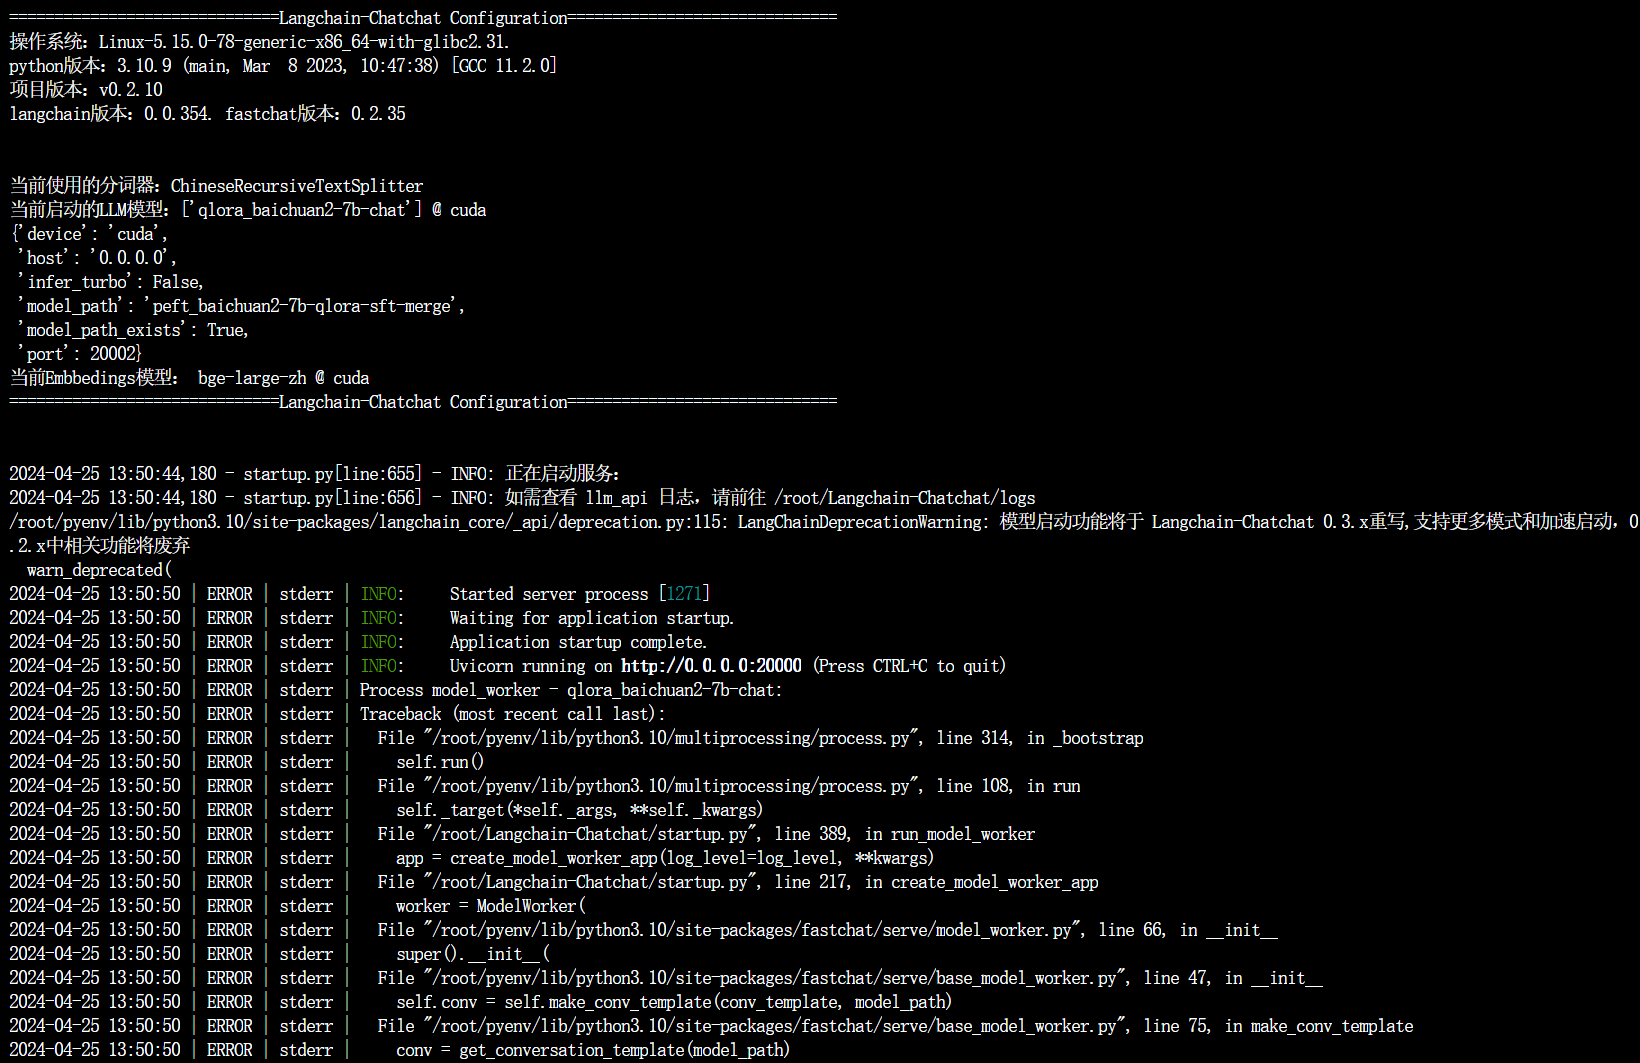 ==============================Langchain-Chatchat Configuration==============================
操作系统：Linux-5.15.0-78-generic-x86_64-with-glibc2.31.
python版本：3.10.9 (main, Mar  8 2023, 10:47:38) [GCC 11.2.0]
项目版本：v0.2.10
langchain版本：0.0.354. fastchat版本：0.2.35
当前使用的分词器：ChineseRecursiveTextSplitter
当前启动的LLM模型：['qlora_baichuan2-7b-chat'] @ cuda
{'device': 'cuda',
 'host': '0.0.0.0',
 'infer_turbo': False,
 'model_path': 'peft_baichuan2-7b-qlora-sft-merge',
 'model_path_exists': True,
 'port': 20002}
当前Embbedings模型： bge-large-zh @ cuda
==============================Langchain-Chatchat Configuration==============================
2024-04-25 13:50:44,180 - startup.py[line:655] - INFO: 正在启动服务：
2024-04-25 13:50:44,180 - startup.py[line:656] - INFO: 如需查看 llm_api 日志，请前往 /root/Langchain-Chatchat/logs
/root/pyenv/lib/python3.10/site-packages/langchain_core/_api/deprecation.py:115: LangChainDeprecationWarning: 模型启动功能将于 Langchain-Chatchat 0.3.x重写,支持更多模式和加速启动，0
.2.x中相关功能将废弃
  warn_deprecated(
2024-04-25 13:50:50 | ERROR | stderr | INFO:     Started server process [1271]
2024-04-25 13:50:50 | ERROR | stderr | INFO:     Waiting for application startup.
2024-04-25 13:50:50 | ERROR | stderr | INFO:     Application startup complete.
2024-04-25 13:50:50 | ERROR | stderr | INFO:     Uvicorn running on http://0.0.0.0:20000 (Press CTRL+C to quit)
2024-04-25 13:50:50 | ERROR | stderr | Process model_worker - qlora_baichuan2-7b-chat:
2024-04-25 13:50:50 | ERROR | stderr | Traceback (most recent call last):
2024-04-25 13:50:50 | ERROR | stderr |   File "/root/pyenv/lib/python3.10/multiprocessing/process.py", line 314, in _bootstrap
2024-04-25 13:50:50 | ERROR | stderr |     self.run()
2024-04-25 13:50:50 | ERROR | stderr |   File "/root/pyenv/lib/python3.10/multiprocessing/process.py", line 108, in run
2024-04-25 13:50:50 | ERROR | stderr |     self._target(*self._args, **self._kwargs)
2024-04-25 13:50:50 | ERROR | stderr |   File "/root/Langchain-Chatchat/startup.py", line 389, in run_model_worker
2024-04-25 13:50:50 | ERROR | stderr |     app = create_model_worker_app(log_level=log_level, **kwargs)
2024-04-25 13:50:50 | ERROR | stderr |   File "/root/Langchain-Chatchat/startup.py", line 217, in create_model_worker_app
2024-04-25 13:50:50 | ERROR | stderr |     worker = ModelWorker(
2024-04-25 13:50:50 | ERROR | stderr |   File "/root/pyenv/lib/python3.10/site-packages/fastchat/serve/model_worker.py", line 66, in __init__
2024-04-25 13:50:50 | ERROR | stderr |     super().__init__(
2024-04-25 13:50:50 | ERROR | stderr |   File "/root/pyenv/lib/python3.10/site-packages/fastchat/serve/base_model_worker.py", line 47, in __init__
2024-04-25 13:50:50 | ERROR | stderr |     self.conv = self.make_conv_template(conv_template, model_path)
2024-04-25 13:50:50 | ERROR | stderr |   File "/root/pyenv/lib/python3.10/site-packages/fastchat/serve/base_model_worker.py", line 75, in make_conv_template
2024-04-25 13:50:50 | ERROR | stderr |     conv = get_conversation_template(model_path)